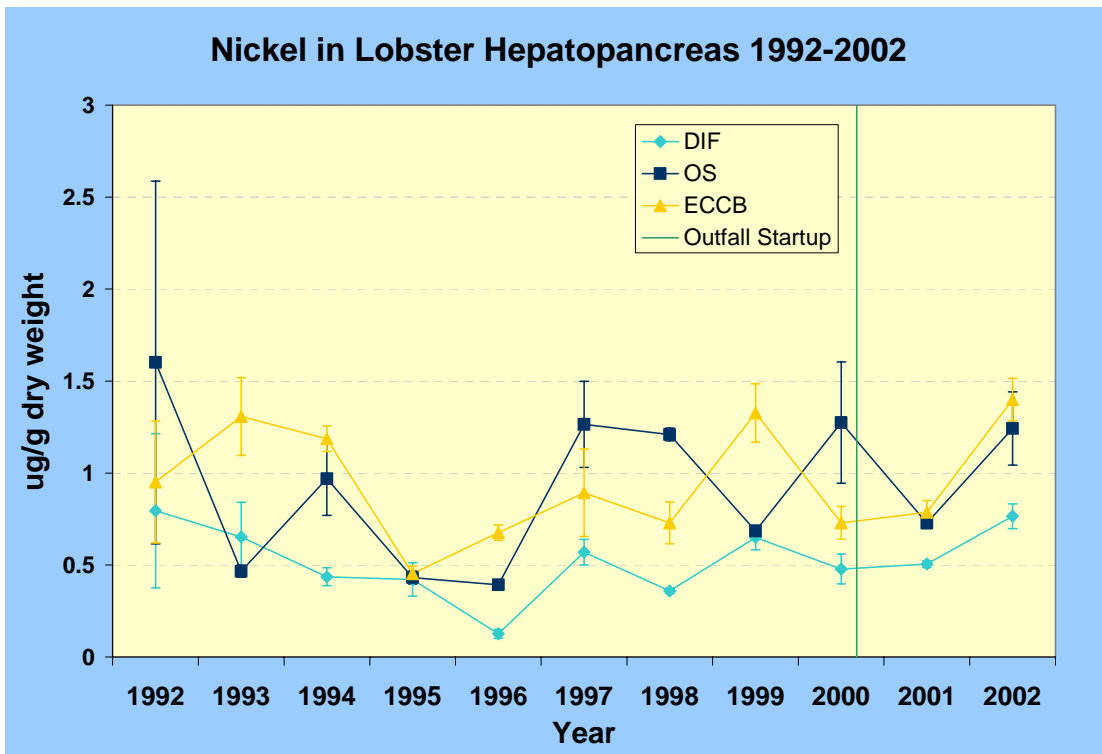 Nickel in Lobster Hepatopancreas 1992-2002
3
2.5
2
1.5
1
0.5
0
ug/g dry weight
DIF
OS
ECCB
Outfall Startup
1992 1993 1994 1995 1996 1997 1998 1999 2000 2001 2002
Year